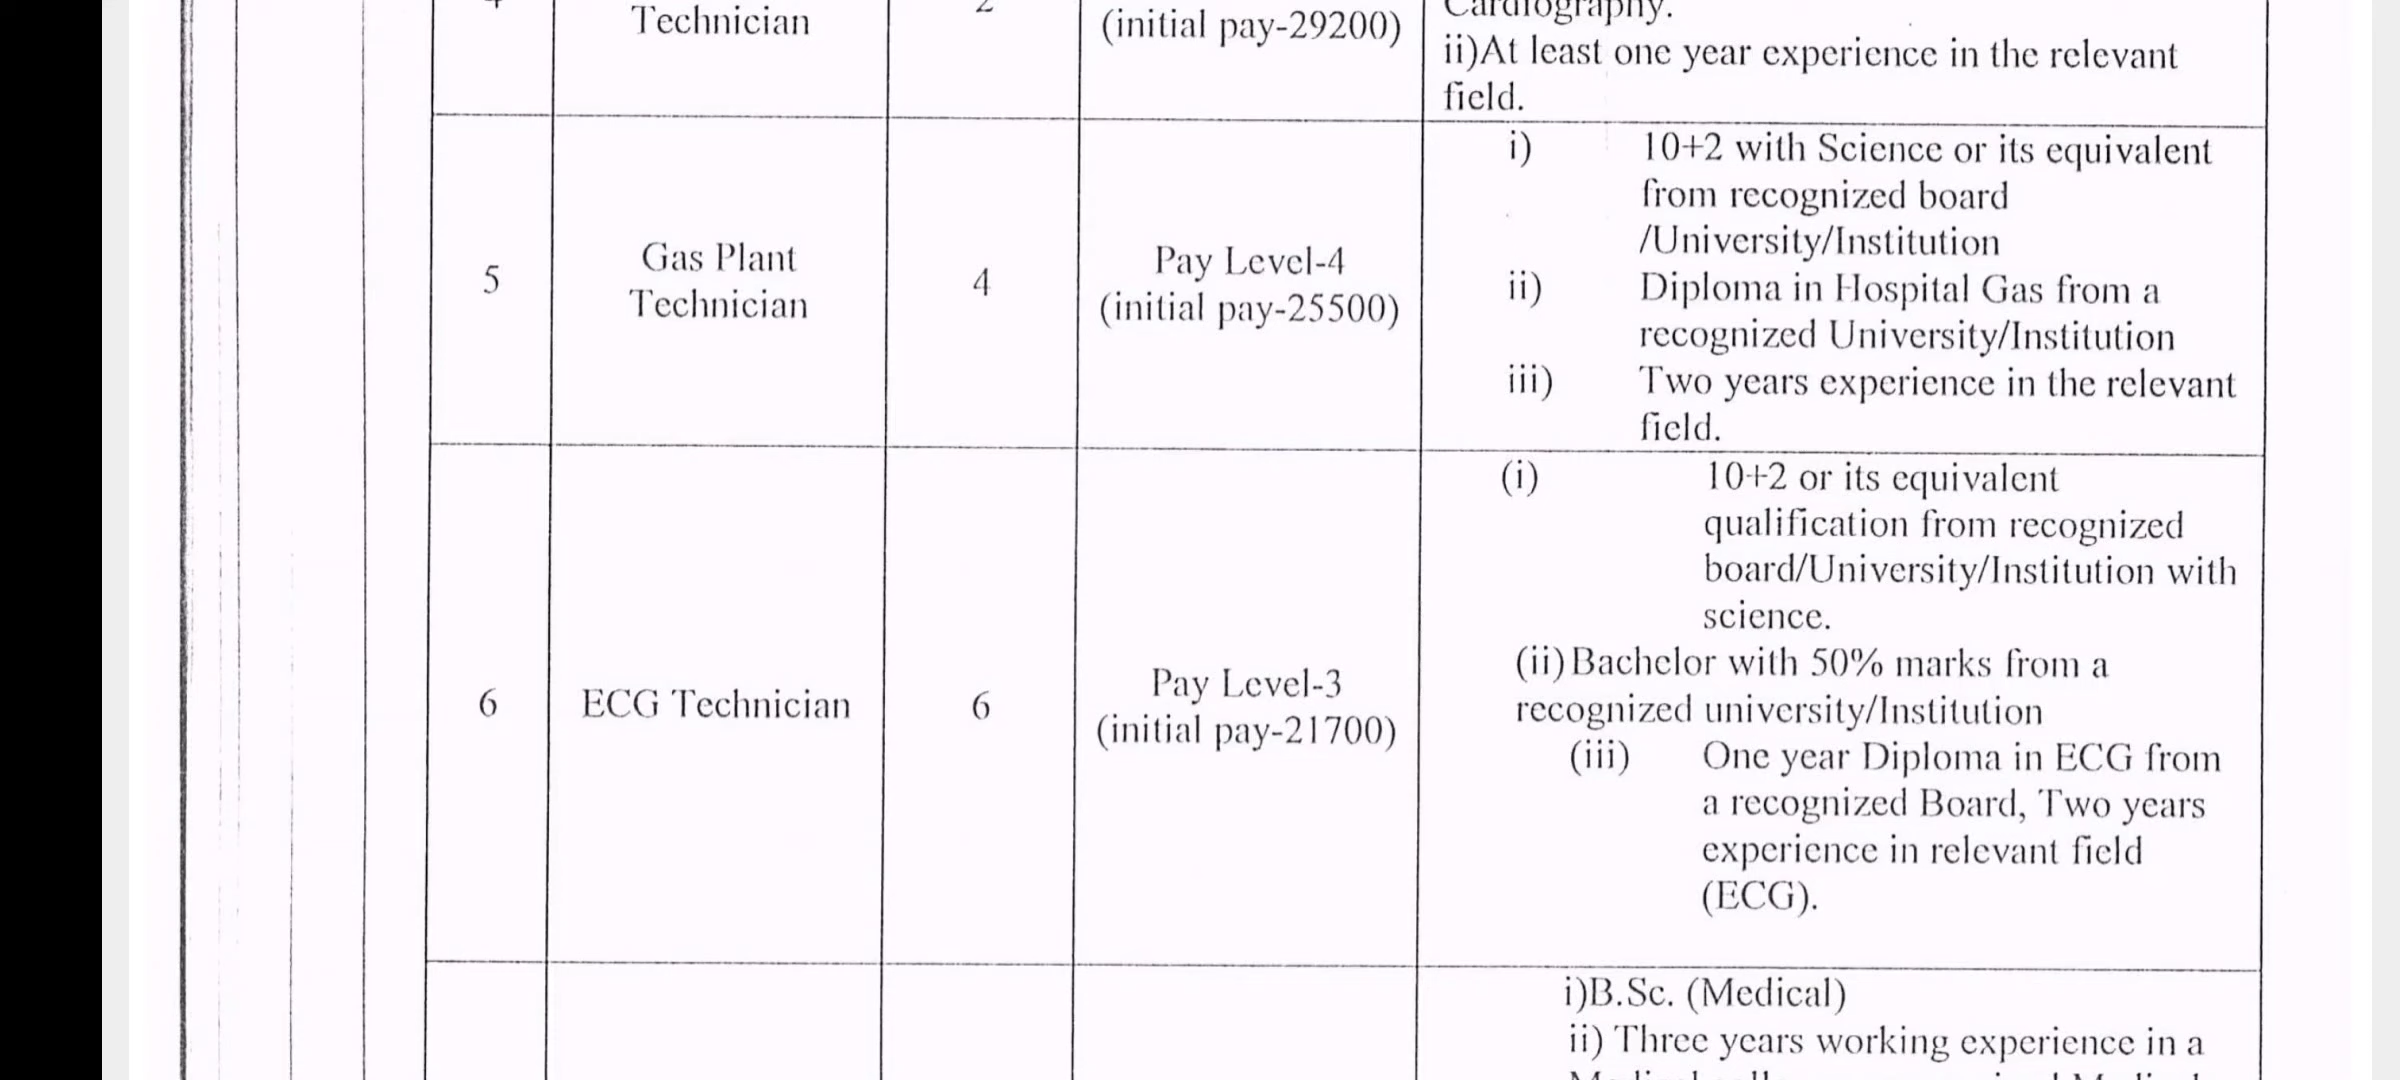 Technician
(initial pay-29200)
Cardiography.
ii)At least one year experience in the relevant
field.
5
Gas Plant
Technician
4
Pay Level-4
(initial pay-25500)
i) 10+2 with Science or its equivalent
from recognized board
/University/Institution
ii) Diploma in Hospital Gas from a
recognized University/Institution
iii) Two years experience in the relevant
field.
6
ECG Technician
6
Pay Level-3
(initial pay-21700)
(i) 10+2 or its equivalent
qualification from recognized
board/University/Institution with
science.
(ii) Bachelor with 50% marks from a
recognized university/Institution
(iii) One year Diploma in ECG from
a recognized Board, Two years
experience in relevant field
(ECG).
i)B.Sc. (Medical)
ii) Three years working experience in a